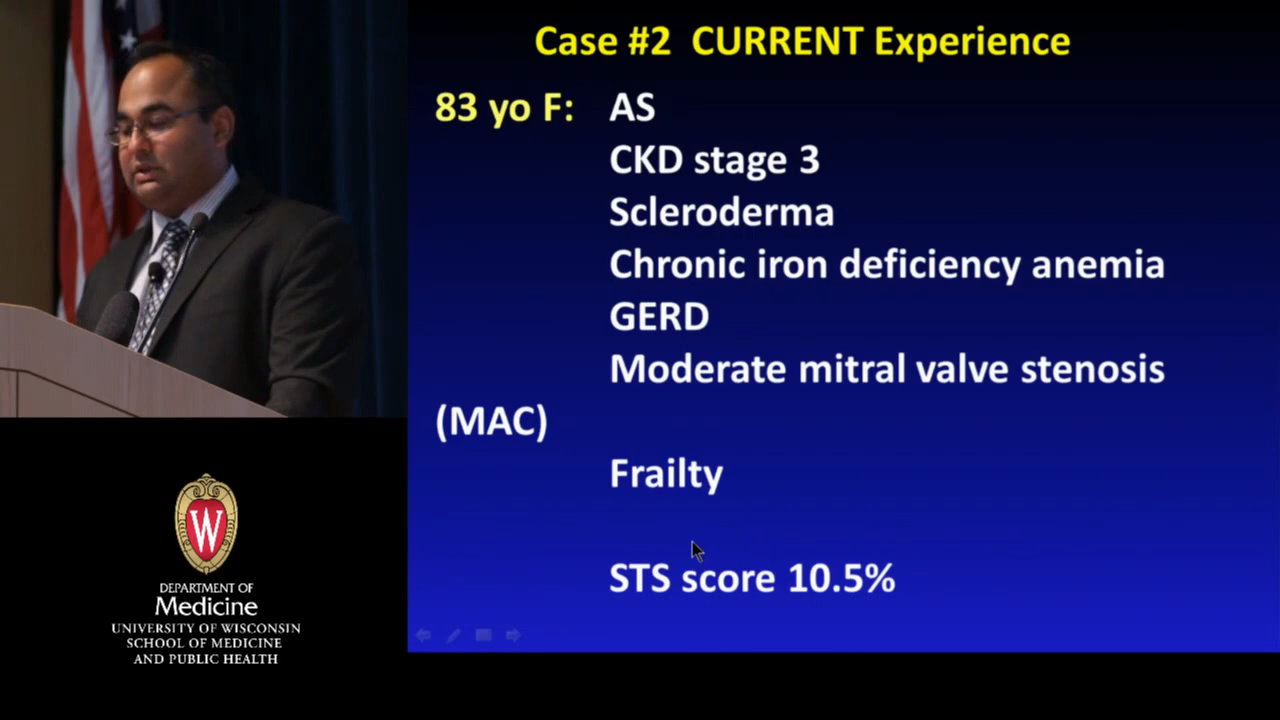 Case #2 CURRENT Experience
83 yo F: AS
CKD stage 3
Scleroderma
Chronic iron deficiency anemia
GERD
Moderate mitral valve stenosis
(MAC)
Frailty
STS score 10.5%
W
DEPARTMENT OF
Medicine
UNIVERSITY OF WISCONSIN
SCHOOL OF MEDICINE
AND PUBLIC HEALTH